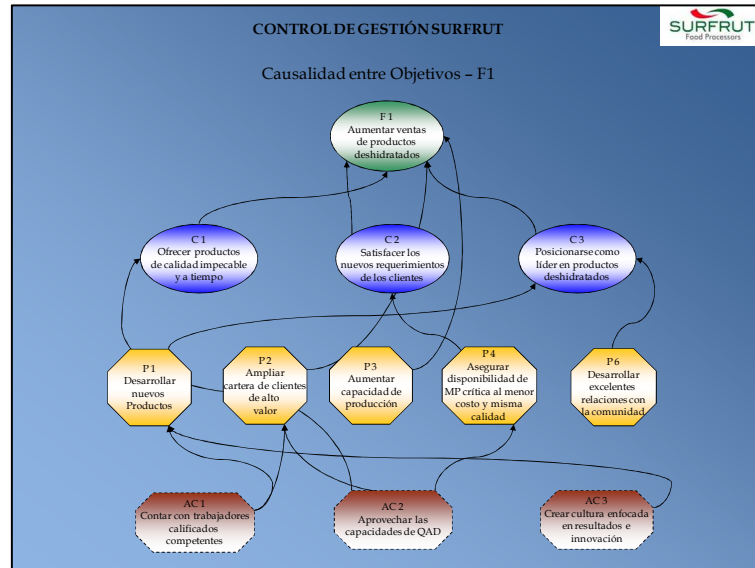 CONTROL DE GESTIÓN SURFRUT
SURFRUT
Food Processors
Causalidad entre Objetivos – F1
F 1
Aumentar ventas
de productos
deshidratados
C 1
Ofrecer productos
de calidad impecable
y a tiempo
C 2
Satisfacer los
nuevos requerimientos
de los clientes
C 3
Posicionarse como
líder en productos
deshidratados
P 1
Desarrollar
nuevos
Productos
P 2
Ampliar
cartera de clientes
de alto
valor
P 3
Aumentar
capacidad de
producción
P 4
Asegurar
disponibilidad de
MP crítica al menor
costo y misma
calidad
P 6
Desarrollar
excelentes
relaciones con
la comunidad
AC 1
Contar con trabajadores
calificados
competentes
AC 2
Aprovechar las
capacidades de QAD
AC 3
Crear cultura enfocada
en resultados e
innovación